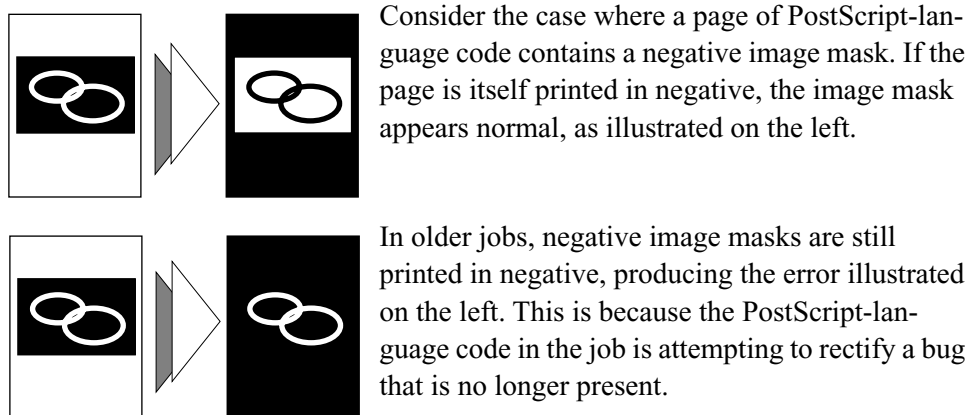 Consider the case where a page of PostScript-lan-
guage code contains a negative image mask. If the
page is itself printed in negative, the image mask
appears normal, as illustrated on the left.
In older jobs, negative image masks are still
printed in negative, producing the error illustrated
on the left. This is because the PostScript-lan-
guage code in the job is attempting to rectify a bug
that is no longer present.